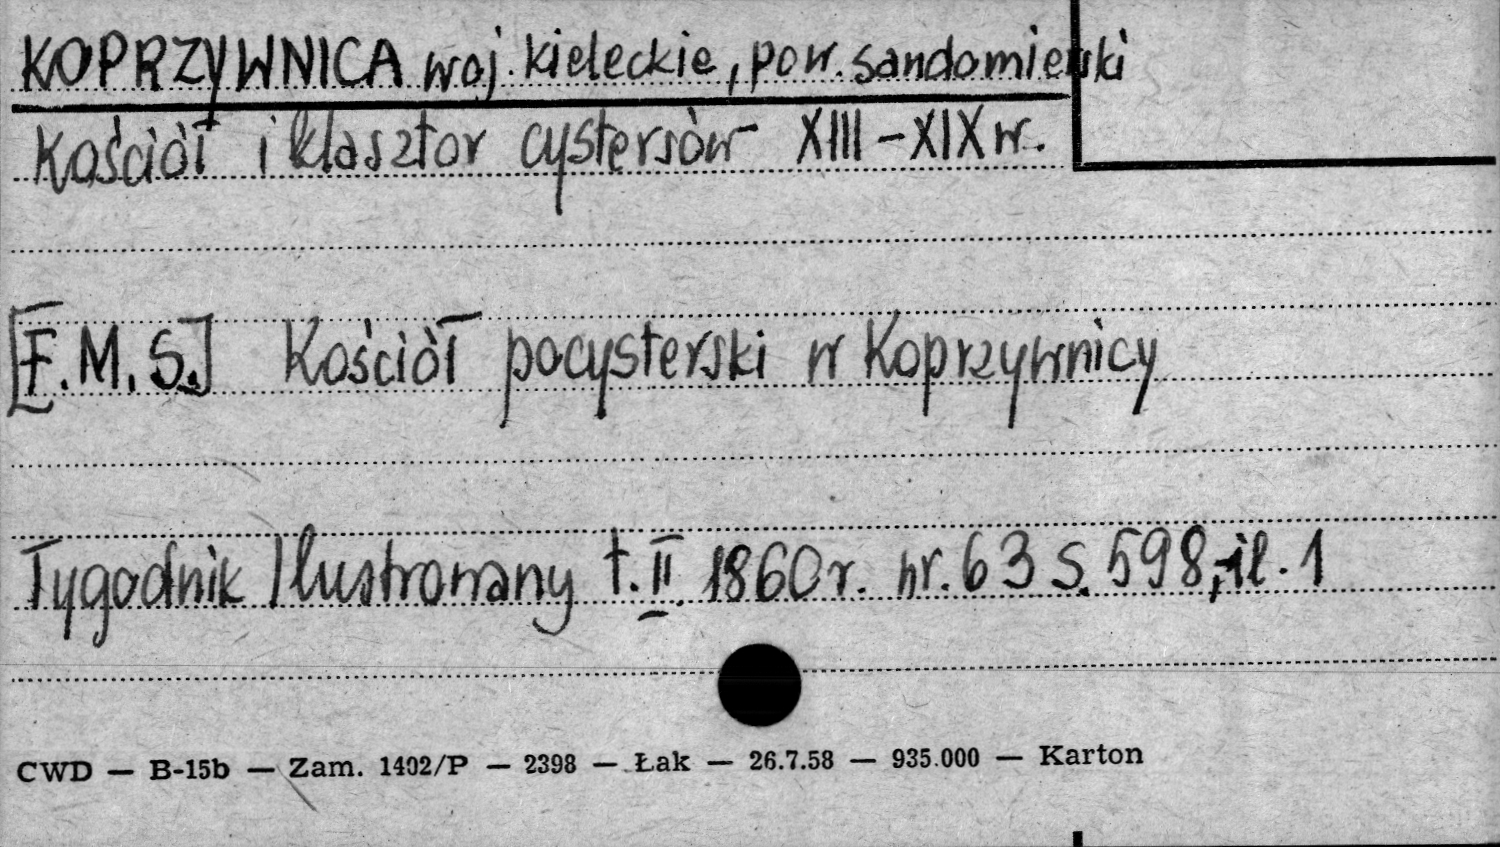 KOPRZYWNICA woj. kieleckie, pow. sandomierski
Kościół i klasztor cystersów XIII-XIX w.
[F.M.S.] Kościół pocysterski w Koprzywnicy
Tygodnik Ilustrowany t. II 1860 r. nr. 63 s. 598, il. 1
CWD — B-15b — Zam. 1402/P — 2398 — Łak — 26.7.58 — 935.000 — Karton